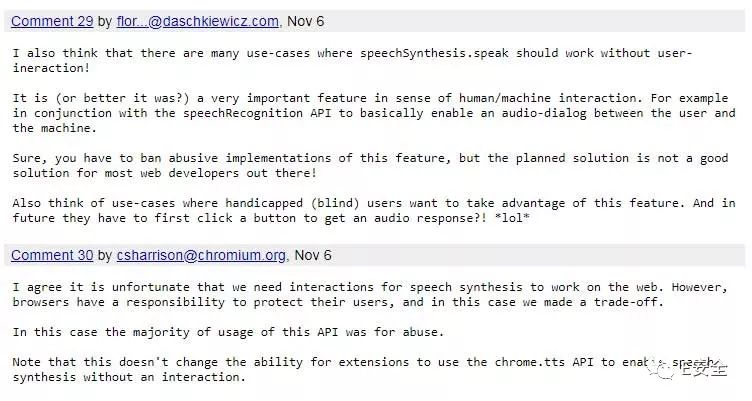 Comment 29 by flor...@daschkiewicz.com, Nov 6
I also think that there are many use-cases where speechSynthesis.speak should work without user-
ineraction!
It is (or better it was?) a very important feature in sense of human/machine interaction. For example
in conjunction with the speechRecognition API to basically enable an audio-dialog between the user and
the machine.
Sure, you have to ban abusive implementations of this feature, but the planned solution is not a good
solution for most web developers out there!
Also think of use-cases where handicapped (blind) users want to take advantage of this feature. And in
future they have to first click a button to get an audio response?! *lol*
Comment 30 by csharrison@chromium.org, Nov 6
I agree it is unfortunate that we need interactions for speech synthesis to work on the web. However,
browsers have a responsibility to protect their users, and in this case we made a trade-off.
In this case the majority of usage of this API was for abuse.
Note that this doesn't change the ability for extensions to use the chrome.tts API to enable speech
synthesis without an interaction.
E安全